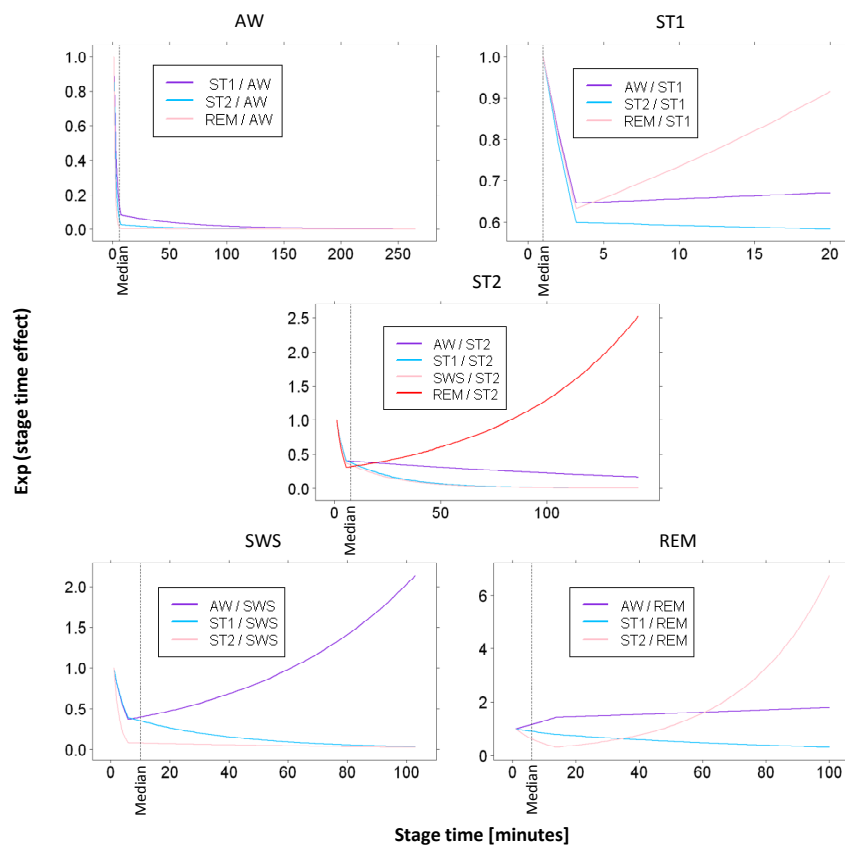 AW
1.0
0.8
0.6
0.4
0.2
0.0
ST1 / AW
ST2 / AW
REM / AW
0 50 100 150 200 250
Median
ST1
1.0
0.9
0.8
0.7
0.6
AW / ST1
ST2 / ST1
REM / ST1
5 10 15 20
Median
ST2
2.5
2.0
1.5
1.0
0.5
0.0
AW / ST2
ST1 / ST2
SWS / ST2
REM / ST2
0 50 100
Median
Exp (stage time effect)
SWS
2.0
1.5
1.0
0.5
0.0
AW / SWS
ST1 / SWS
ST2 / SWS
0 20 40 60 80 100
Median
REM
6
4
2
0
AW / REM
ST1 / REM
ST2 / REM
0 20 40 60 80 100
Median
Stage time [minutes]